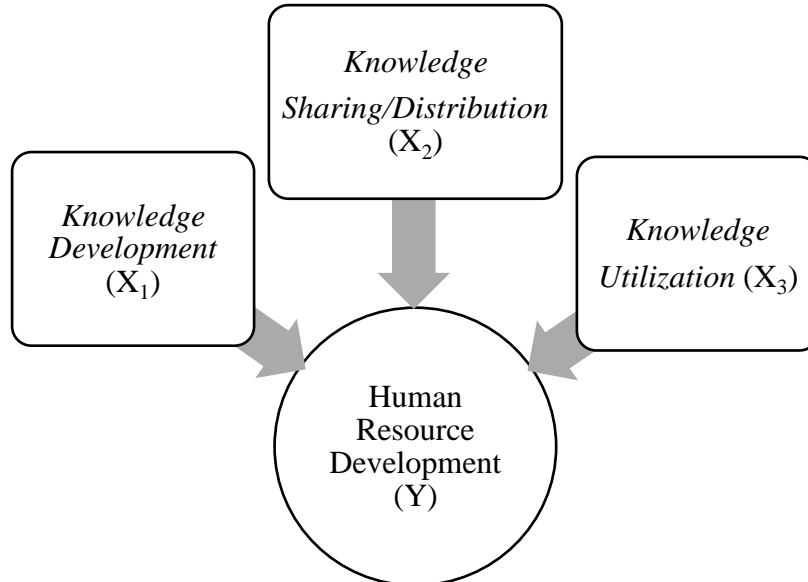 Knowledge
Sharing/Distribution
(X₂)
Knowledge
Development
(X₁)
Knowledge
Utilization (X₃)
Human
Resource
Development
(Y)